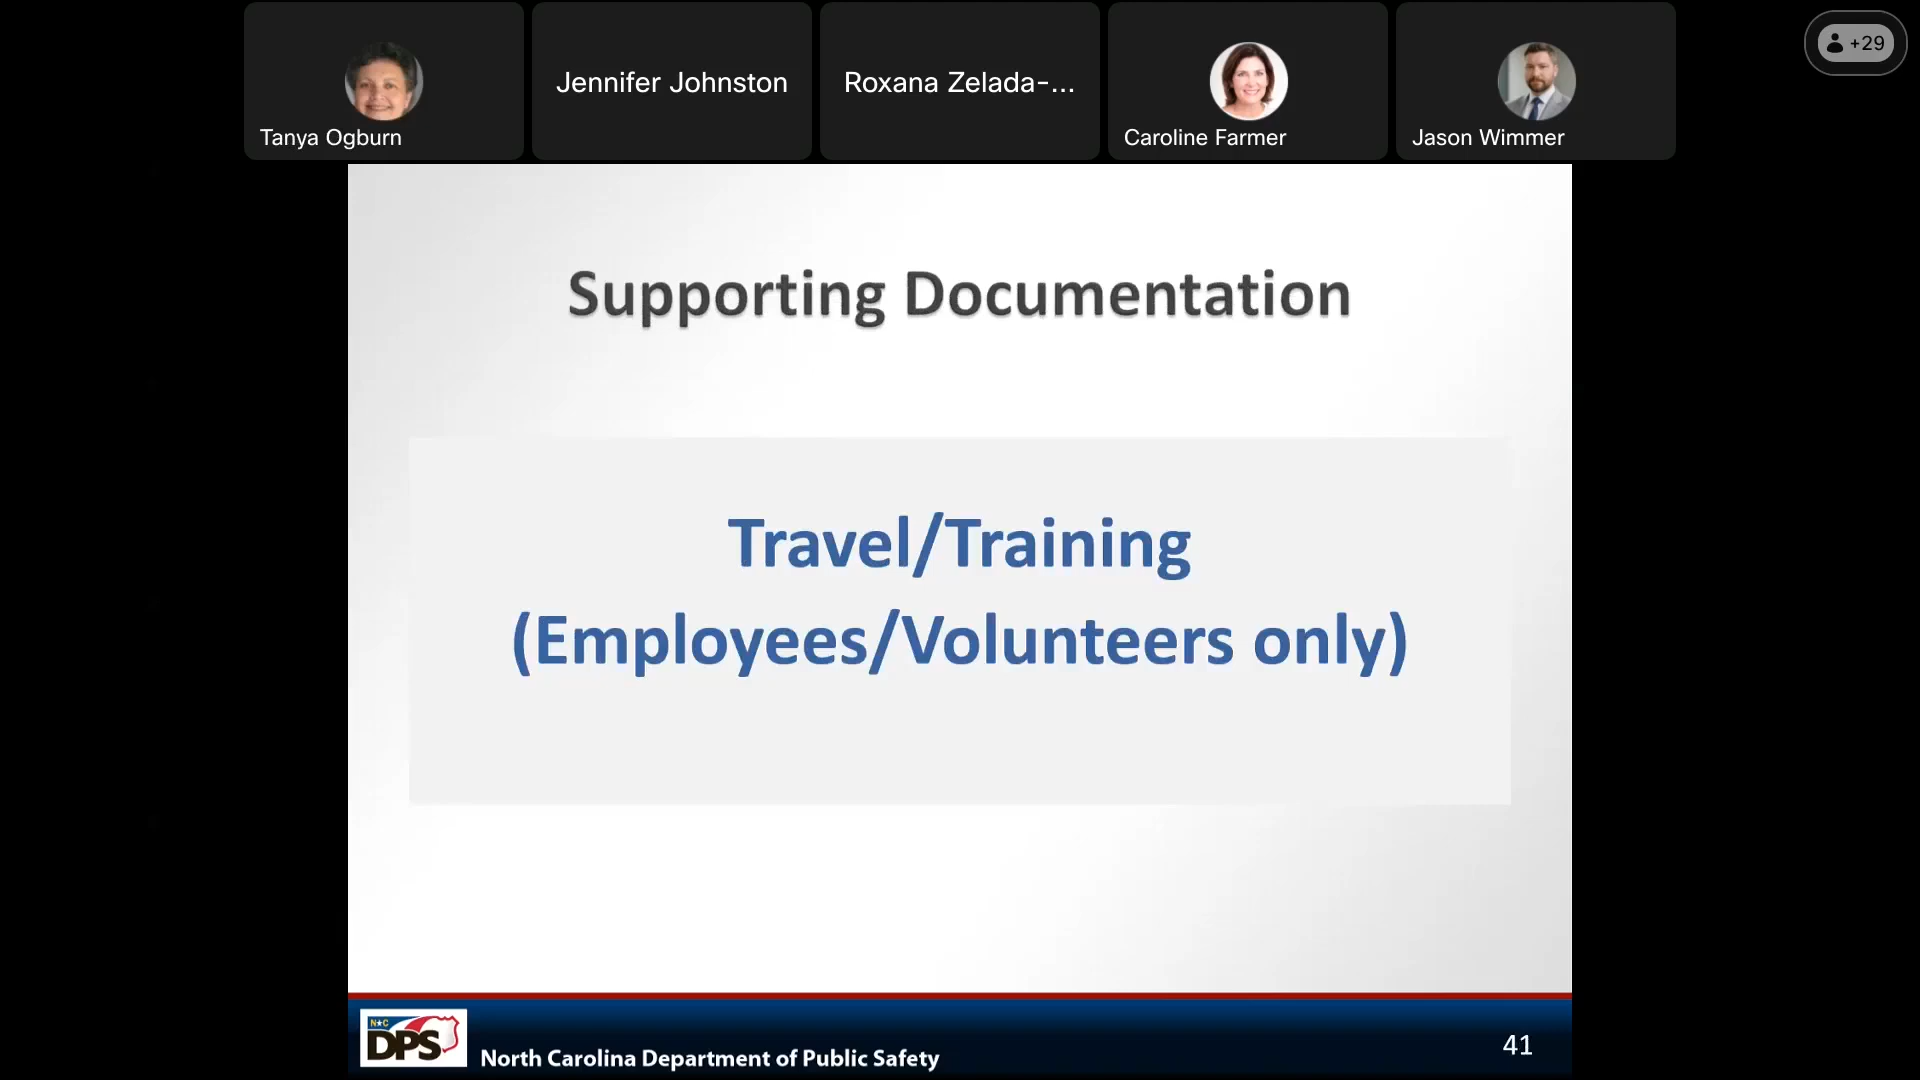 Tanya Ogburn
Jennifer Johnston
Roxana Zelada-...
Caroline Farmer
Jason Wimmer
+29
Supporting Documentation
Travel/Training
(Employees/Volunteers only)
N★C
DPS
North Carolina Department of Public Safety
41